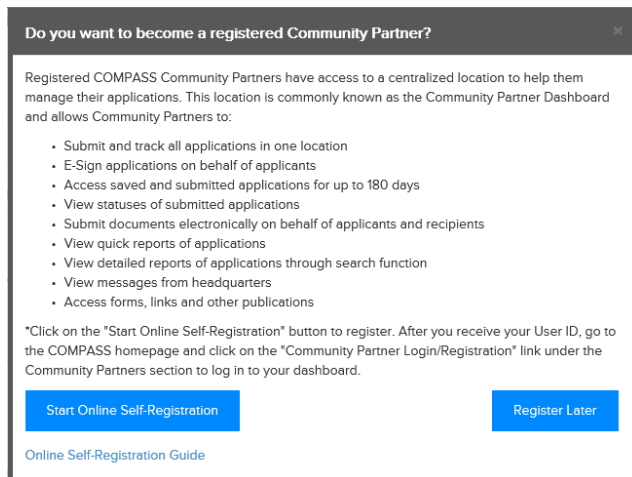 Do you want to become a registered Community Partner?
×
Registered COMPASS Community Partners have access to a centralized location to help them
manage their applications. This location is commonly known as the Community Partner Dashboard
and allows Community Partners to:
• Submit and track all applications in one location
• E-Sign applications on behalf of applicants
• Access saved and submitted applications for up to 180 days
• View statuses of submitted applications
• Submit documents electronically on behalf of applicants and recipients
• View quick reports of applications
• View detailed reports of applications through search function
• View messages from headquarters
• Access forms, links and other publications
*Click on the "Start Online Self-Registration" button to register. After you receive your User ID, go to
the COMPASS homepage and click on the "Community Partner Login/Registration" link under the
Community Partners section to log in to your dashboard.
Start Online Self-Registration
Register Later
Online Self-Registration Guide